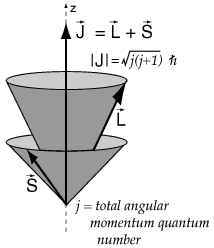 z
J⃗ = L⃗ + S⃗
|J| = √j(j+1) ℏ
L⃗
S⃗
j = total angular
momentum quantum
number